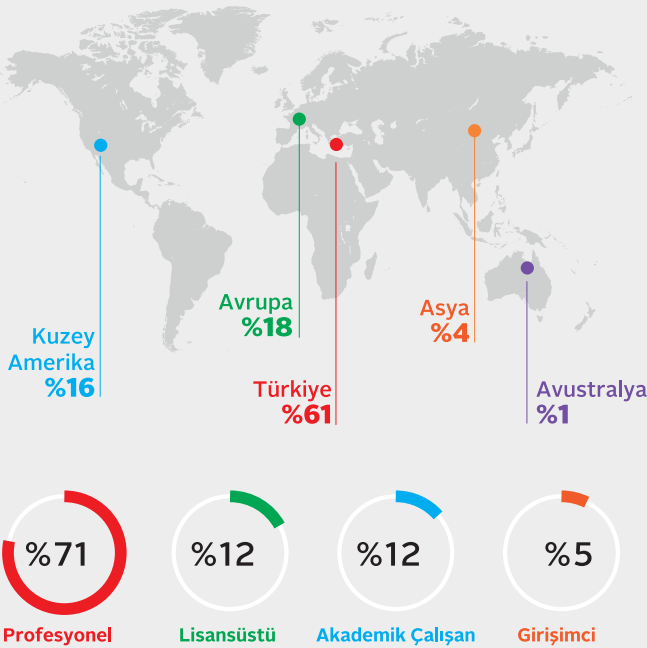 Kuzey
Amerika
%16
Avrupa
%18
Türkiye
%61
Asya
%4
Avustralya
%1
%71
Profesyonel
%12
Lisansüstü
%12
Akademik Çalışan
%5
Girişimci